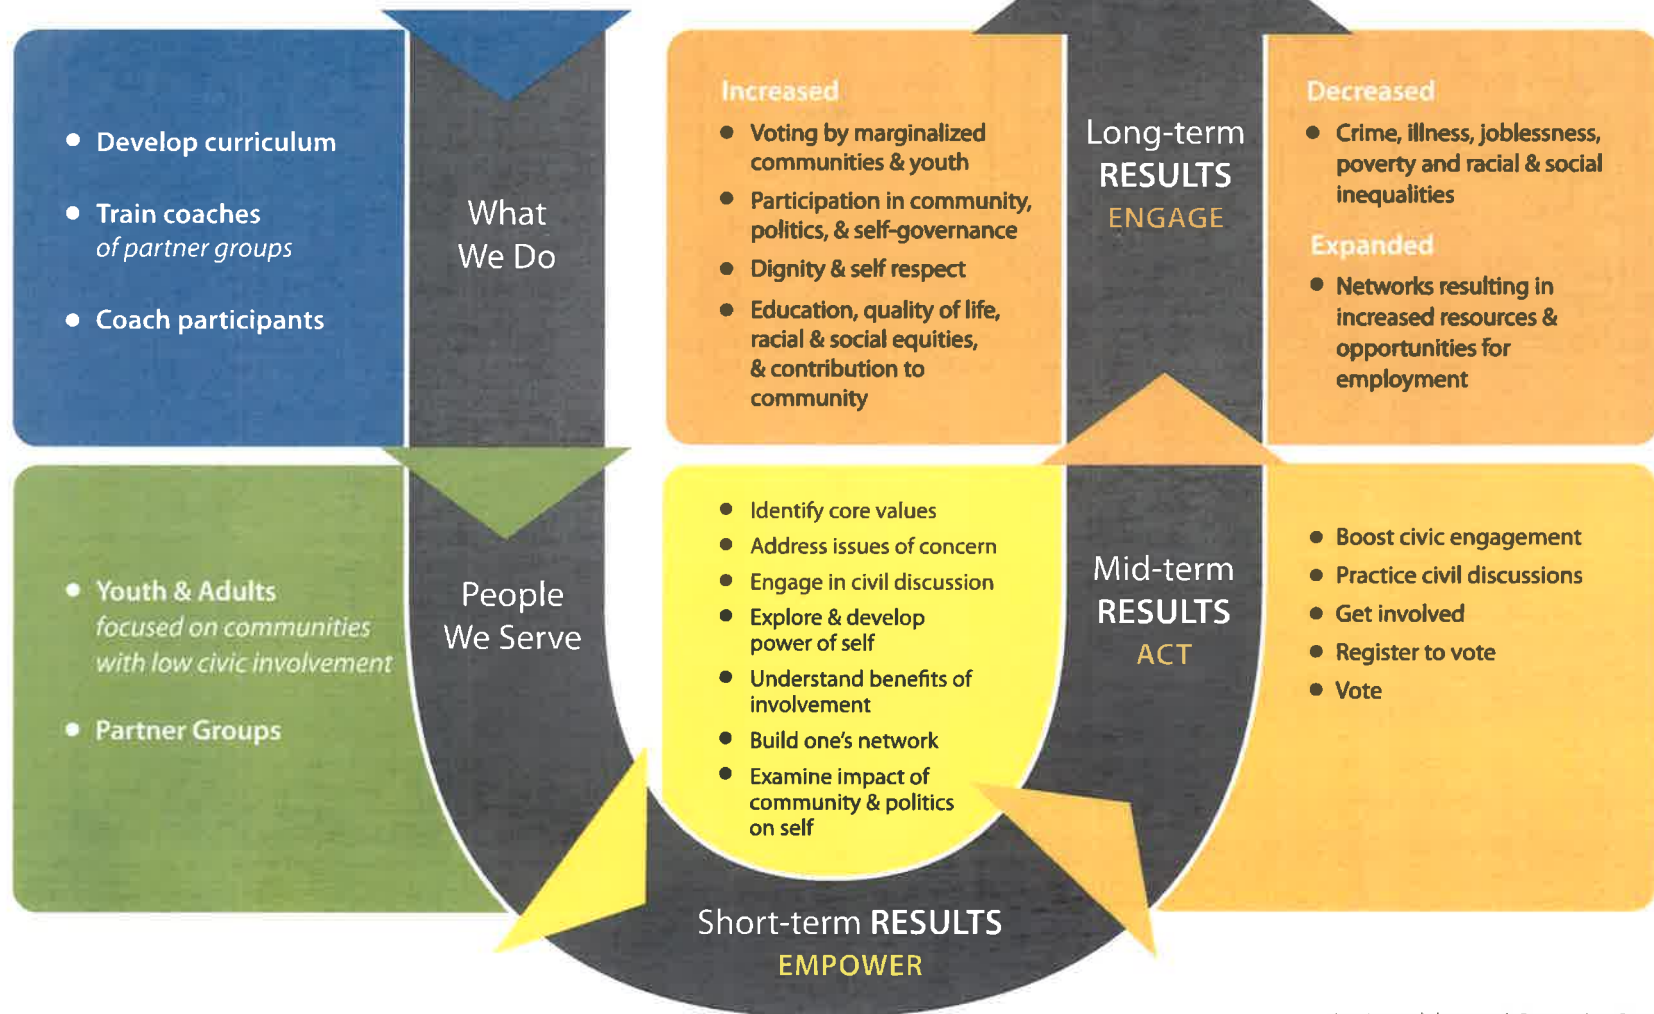 • Develop curriculum
• Train coaches
of partner groups
• Coach participants
What
We Do
• Youth & Adults
focused on communities
with low civic involvement
• Partner Groups
People
We Serve
• Identify core values
• Address issues of concern
• Engage in civil discussion
• Explore & develop
power of self
• Understand benefits of
involvement
• Build one's network
• Examine impact of
community & politics
on self
Short-term RESULTS
EMPOWER
Mid-term
RESULTS
ACT
• Boost civic engagement
• Practice civil discussions
• Get involved
• Register to vote
• Vote
Increased
• Voting by marginalized
communities & youth
• Participation in community,
politics, & self-governance
• Dignity & self respect
• Education, quality of life,
racial & social equities,
& contribution to
community
Long-term
RESULTS
ENGAGE
Decreased
• Crime, illness, joblessness,
poverty and racial & social
inequalities
Expanded
• Networks resulting in
increased resources &
opportunities for
employment